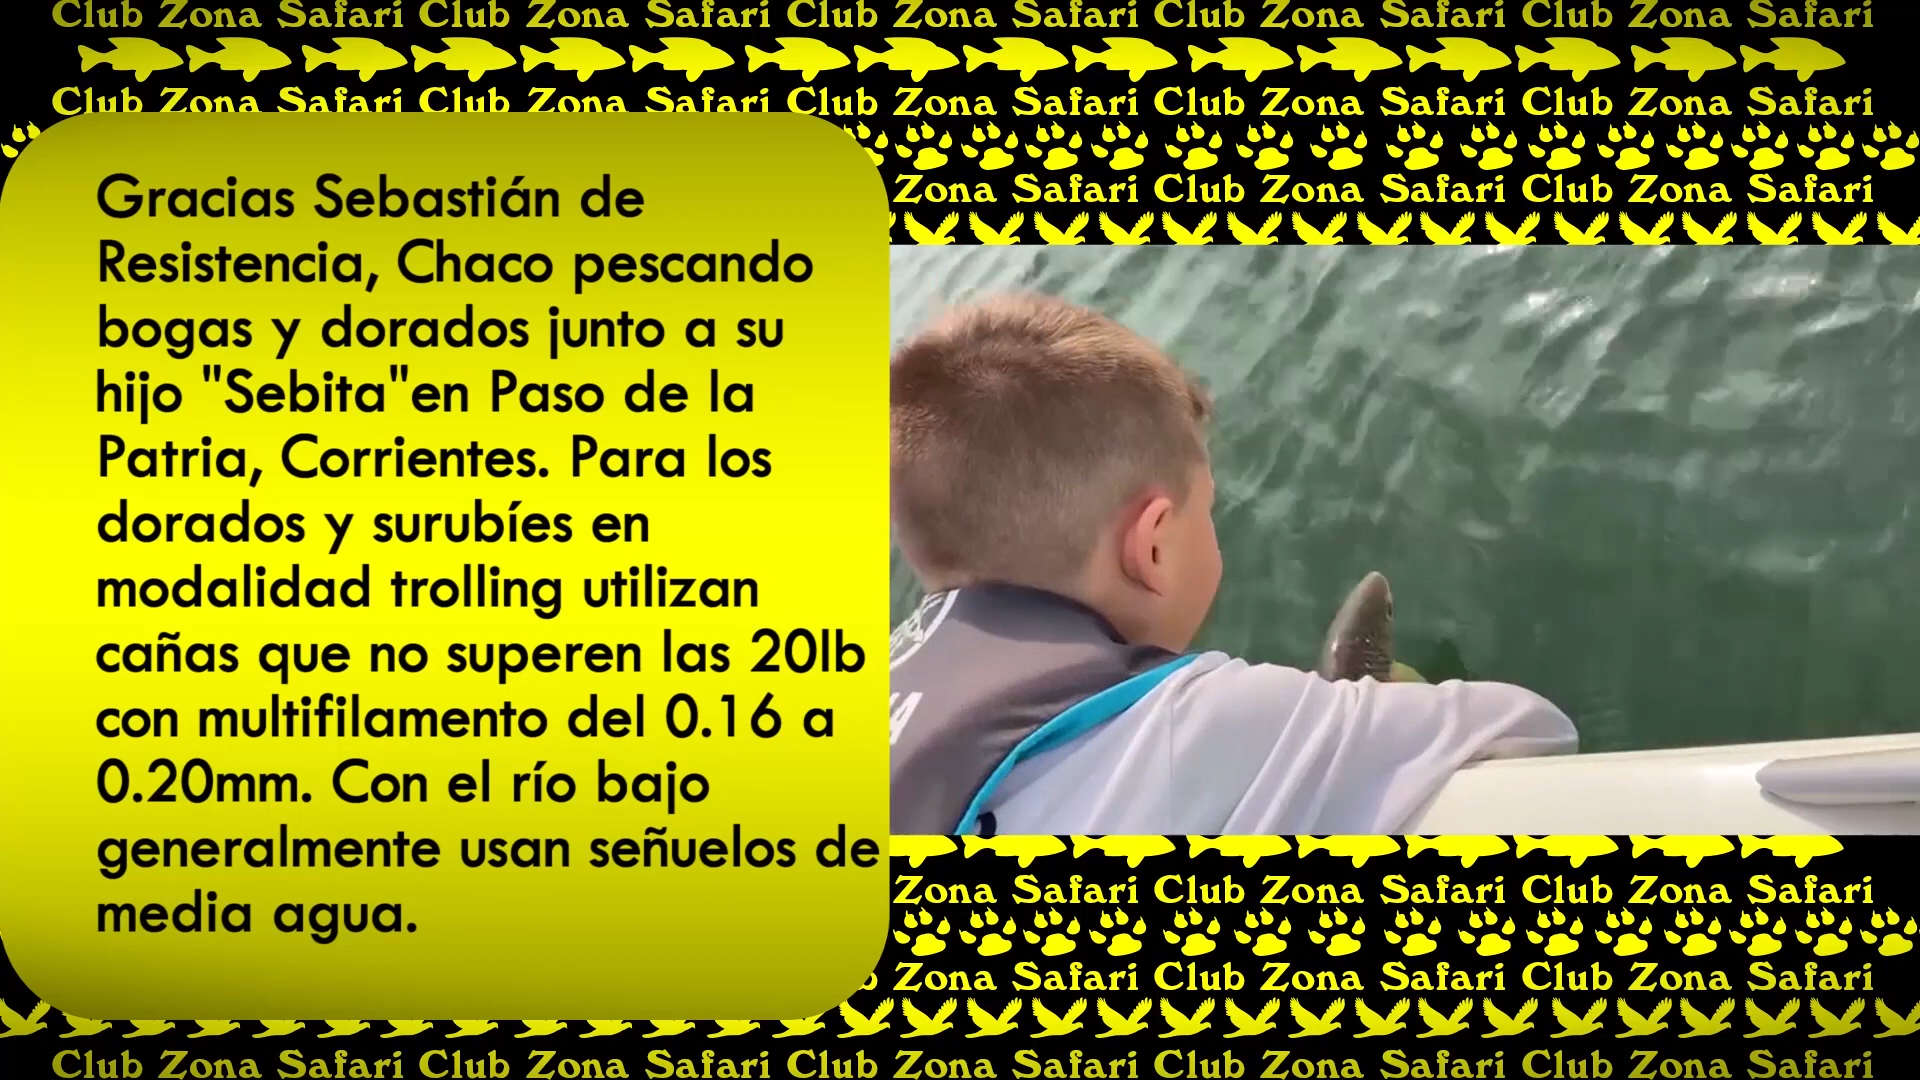 Club Zona Safari Club Zona Safari Club Zona Safari Club Zona Safari Club Zona Safari
Club Zona Safari Club Zona Safari Club Zona Safari Club Zona Safari Club Zona Safari
Zona Safari Club Zona Safari Club Zona Safari
Gracias Sebastián de
Resistencia, Chaco pescando
bogas y dorados junto a su
hijo "Sebita"en Paso de la
Patria, Corrientes. Para los
dorados y surubíes en
modalidad trolling utilizan
cañas que no superen las 20lb
con multifilamento del 0.16 a
0.20mm. Con el río bajo
generalmente usan señuelos de
media agua.
Zona Safari Club Zona Safari Club Zona Safari
Zona Safari Club Zona Safari Club Zona Safari
Club Zona Safari Club Zona Safari Club Zona Safari Club Zona Safari Club Zona Safari